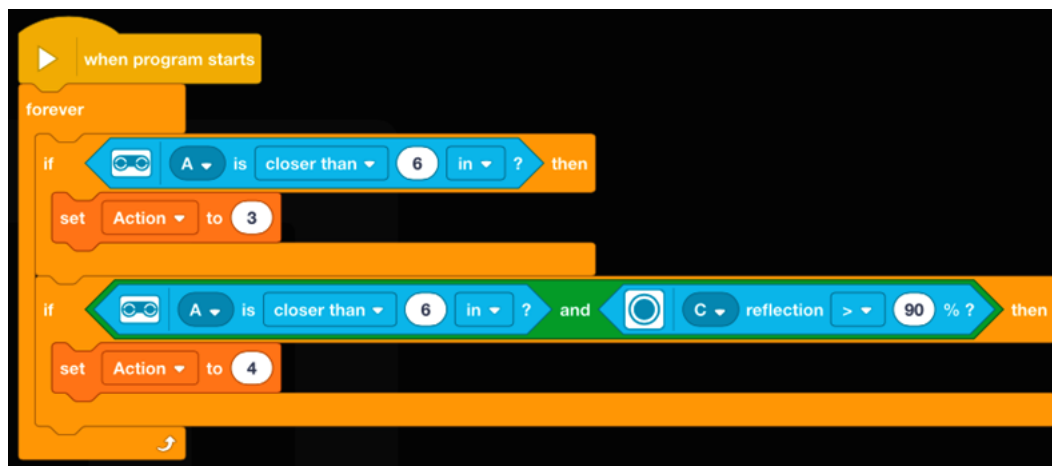 when program starts
forever
if A is closer than 6 in ? then
set Action to 3
if A is closer than 6 in ? and C reflection > 90 % ? then
set Action to 4